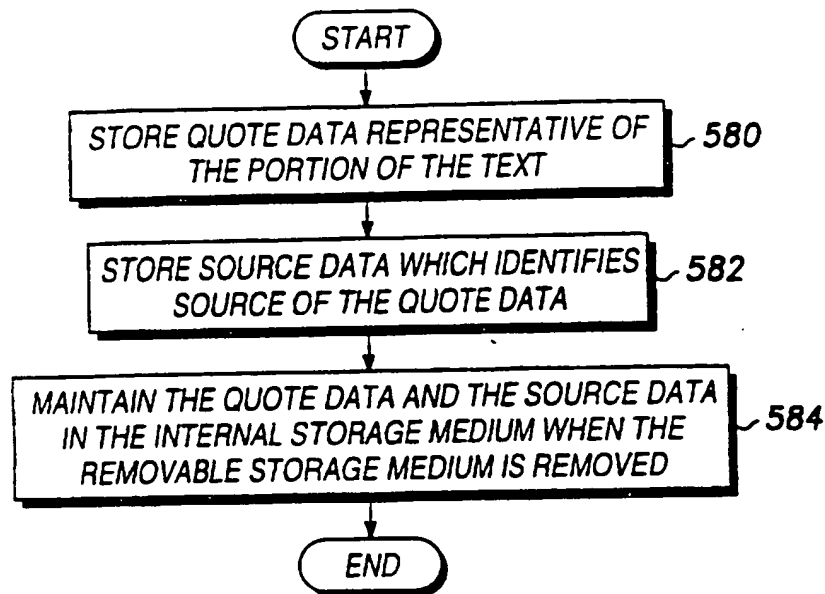 START
STORE QUOTE DATA REPRESENTATIVE OF
THE PORTION OF THE TEXT
580
STORE SOURCE DATA WHICH IDENTIFIES
SOURCE OF THE QUOTE DATA
582
MAINTAIN THE QUOTE DATA AND THE SOURCE DATA
IN THE INTERNAL STORAGE MEDIUM WHEN THE
REMOVABLE STORAGE MEDIUM IS REMOVED
584
END